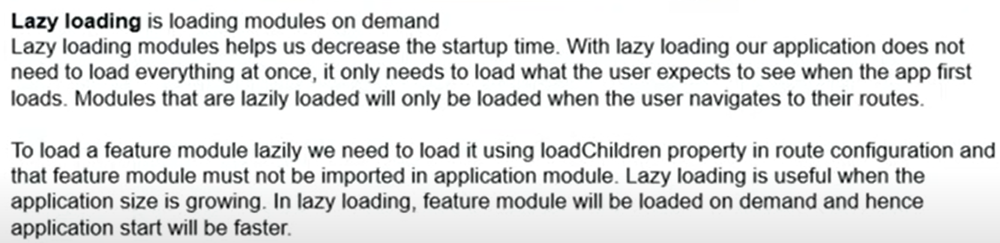 Lazy loading is loading modules on demand
Lazy loading modules helps us decrease the startup time. With lazy loading our application does not
need to load everything at once, it only needs to load what the user expects to see when the app first
loads. Modules that are lazily loaded will only be loaded when the user navigates to their routes.
To load a feature module lazily we need to load it using loadChildren property in route configuration and
that feature module must not be imported in application module. Lazy loading is useful when the
application size is growing. In lazy loading, feature module will be loaded on demand and hence
application start will be faster.